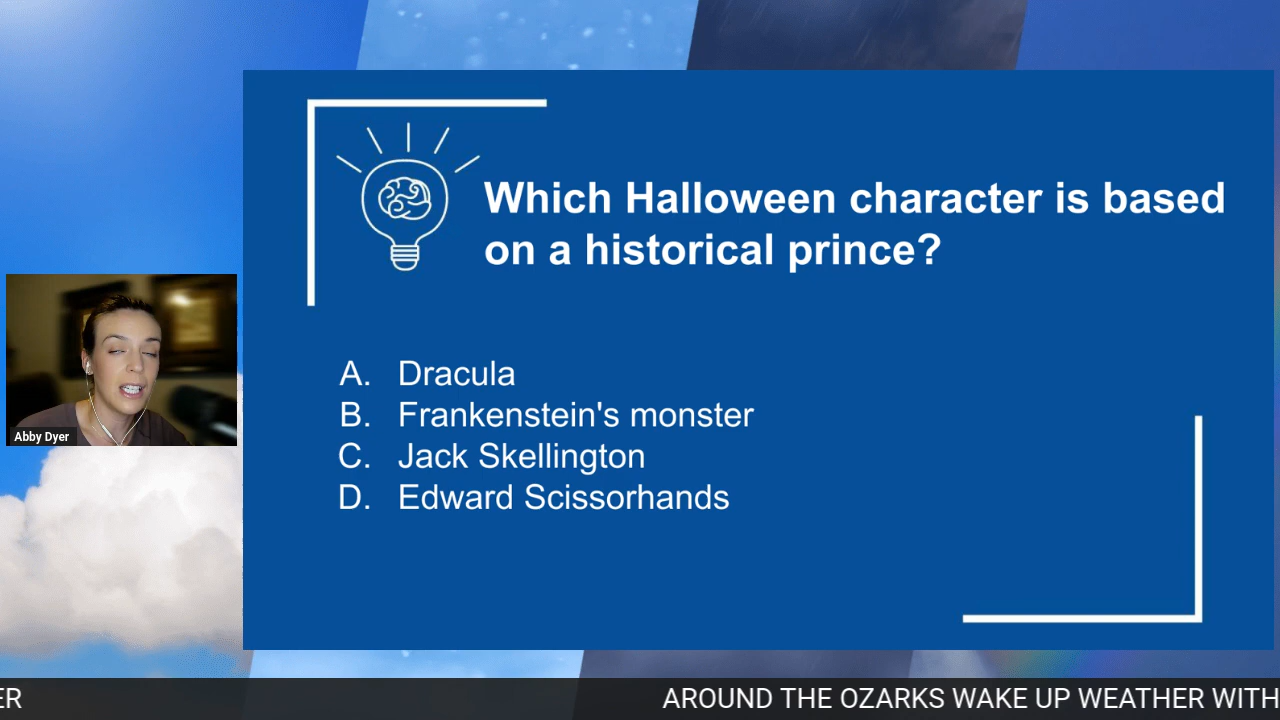 Which Halloween character is based
on a historical prince?
A. Dracula
B. Frankenstein's monster
C. Jack Skellington
D. Edward Scissorhands
Abby Dyer
ER AROUND THE OZARKS WAKE UP WEATHER WITH